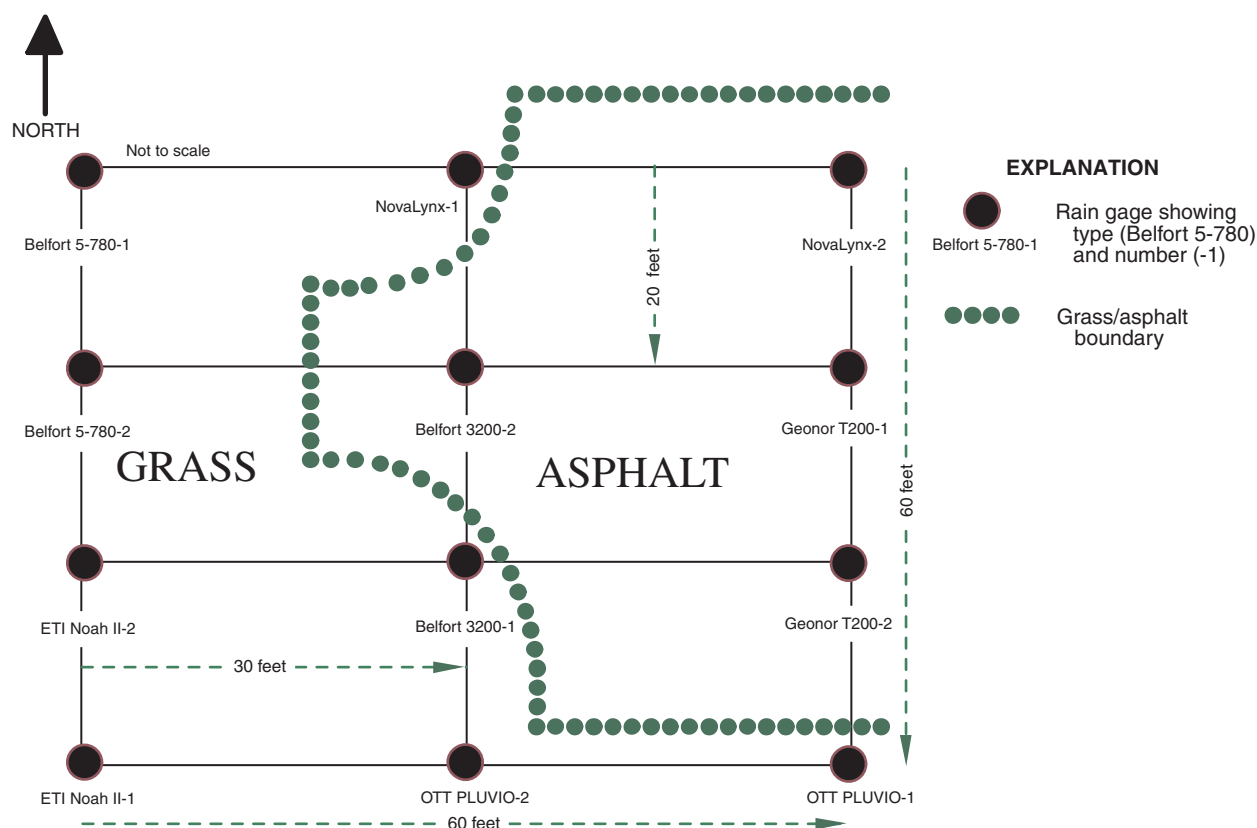 NORTH
Not to scale
NovaLynx-1
Belfort 5-780-1
NovaLynx-2
20 feet
Belfort 5-780-2
Belfort 3200-2
Geonor T200-1
GRASS
ASPHALT
60 feet
ETI Noah II-2
Belfort 3200-1
Geonor T200-2
30 feet
ETI Noah II-1
OTT PLUVIO-2
OTT PLUVIO-1
60 feet
EXPLANATION
Belfort 5-780-1
Rain gage showing
type (Belfort 5-780)
and number (-1)
Grass/asphalt
boundary